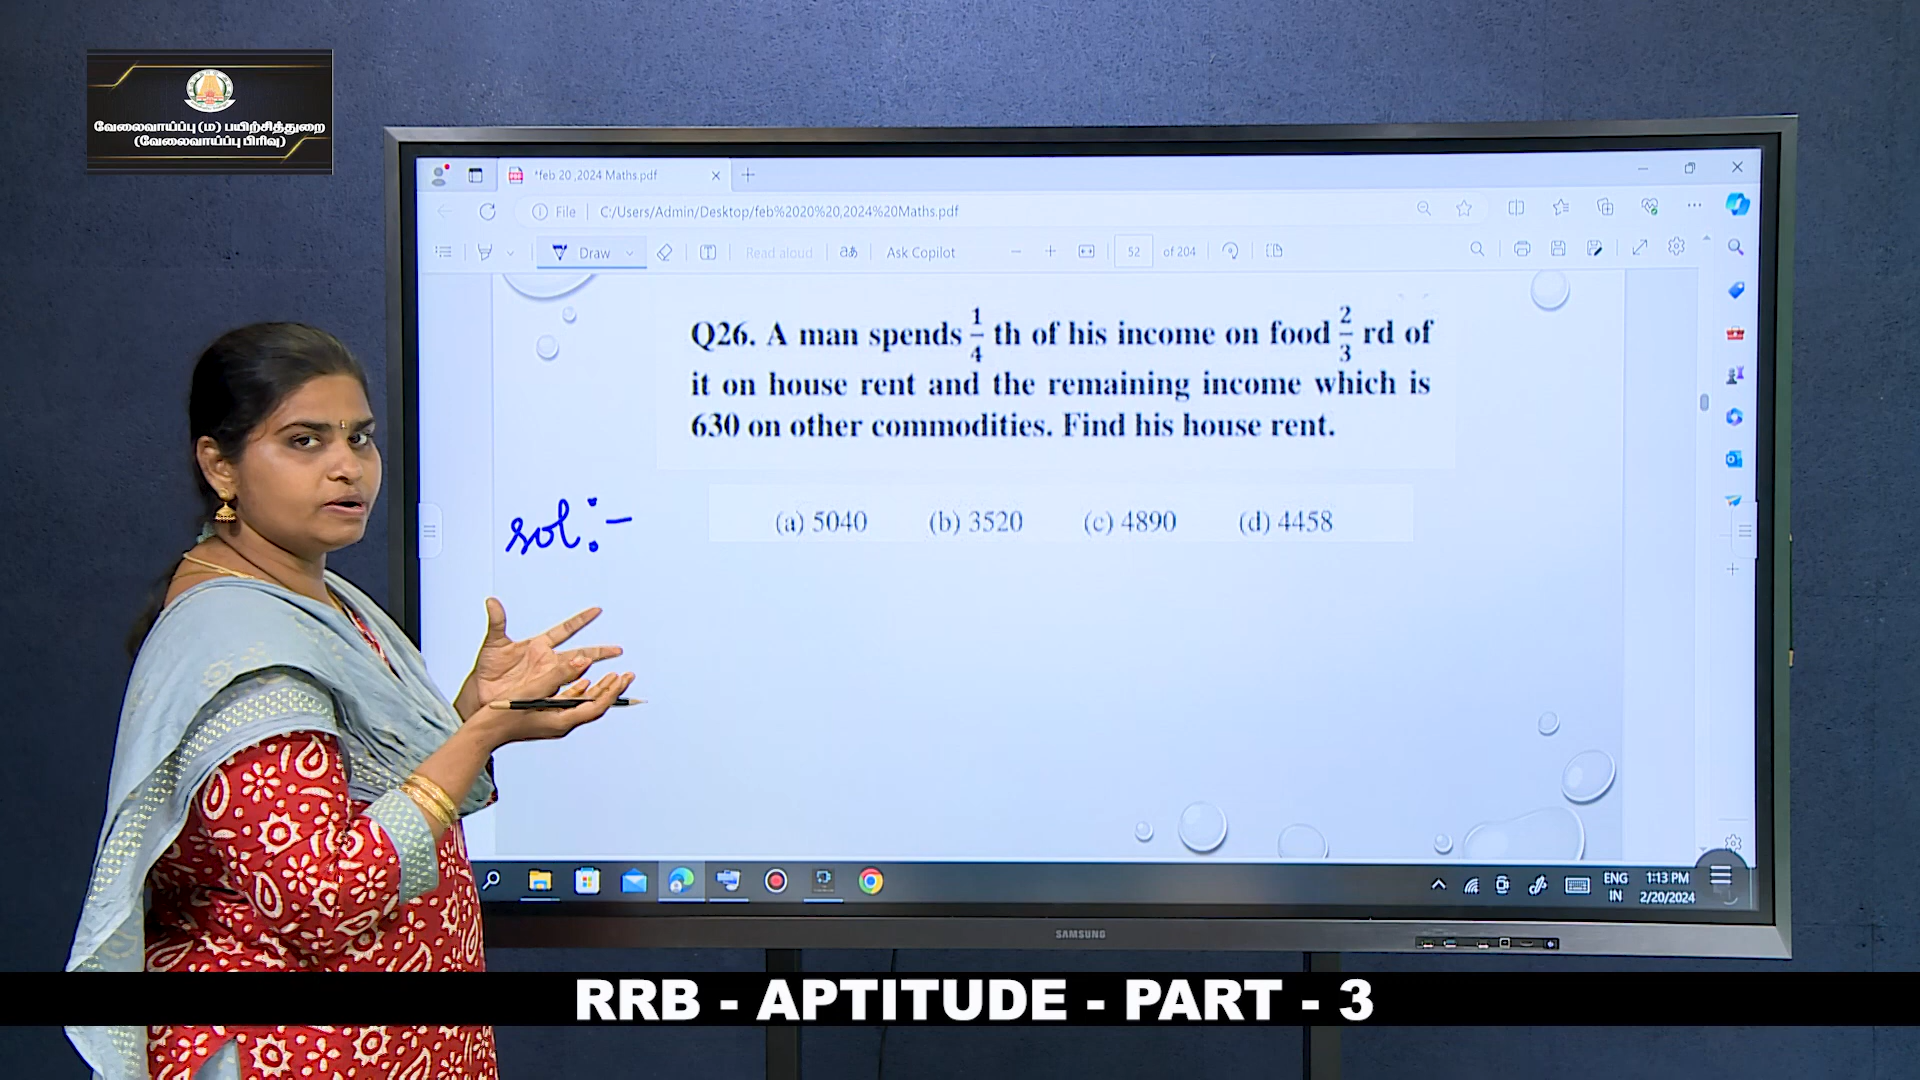 வேலைவாய்ப்பு (ம) பயிற்சித்துறை
(வேலைவாய்ப்பு பிரிவு)
*feb 20 ,2024 Maths.pdf
File C:/Users/Admin/Desktop/feb%2020%20,2024%20Maths.pdf
Draw Read aloud aあ Ask Copilot 52 of 204
Q26. A man spends 1/4 th of his income on food 2/3 rd of
it on house rent and the remaining income which is
630 on other commodities. Find his house rent.
sol:-
(a) 5040 (b) 3520 (c) 4890 (d) 4458
ENG 1:13 PM
IN 2/20/2024
SAMSUNG
RRB - APTITUDE - PART - 3